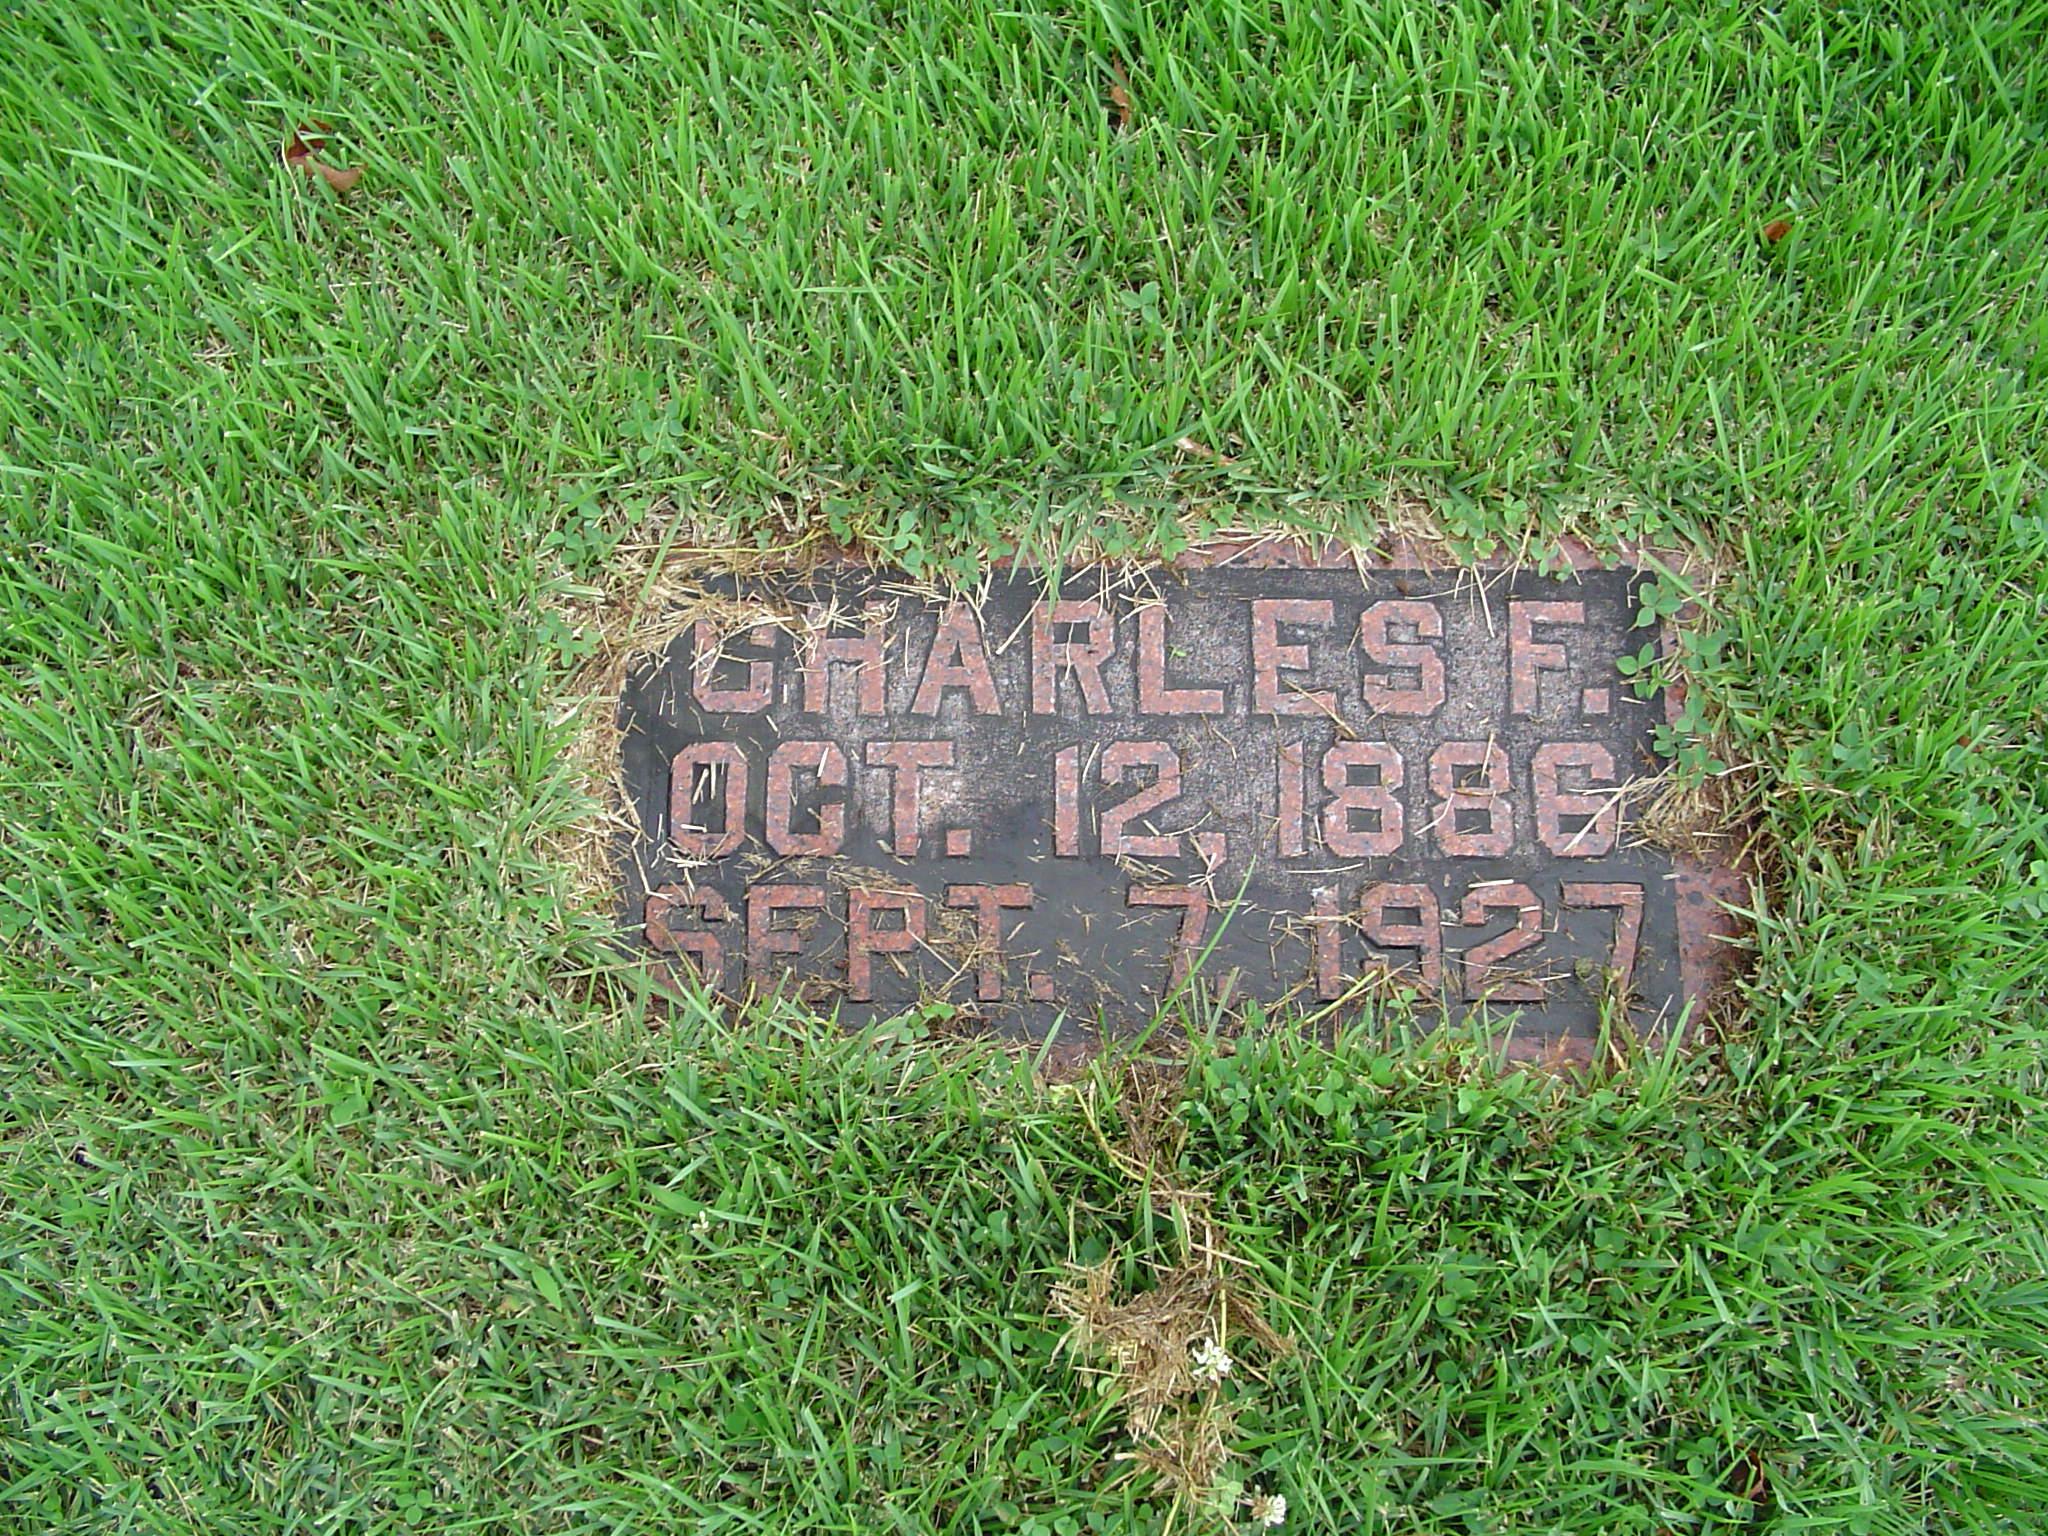 CHARLES F.
OCT. 12, 1886
SEPT. 7, 1927